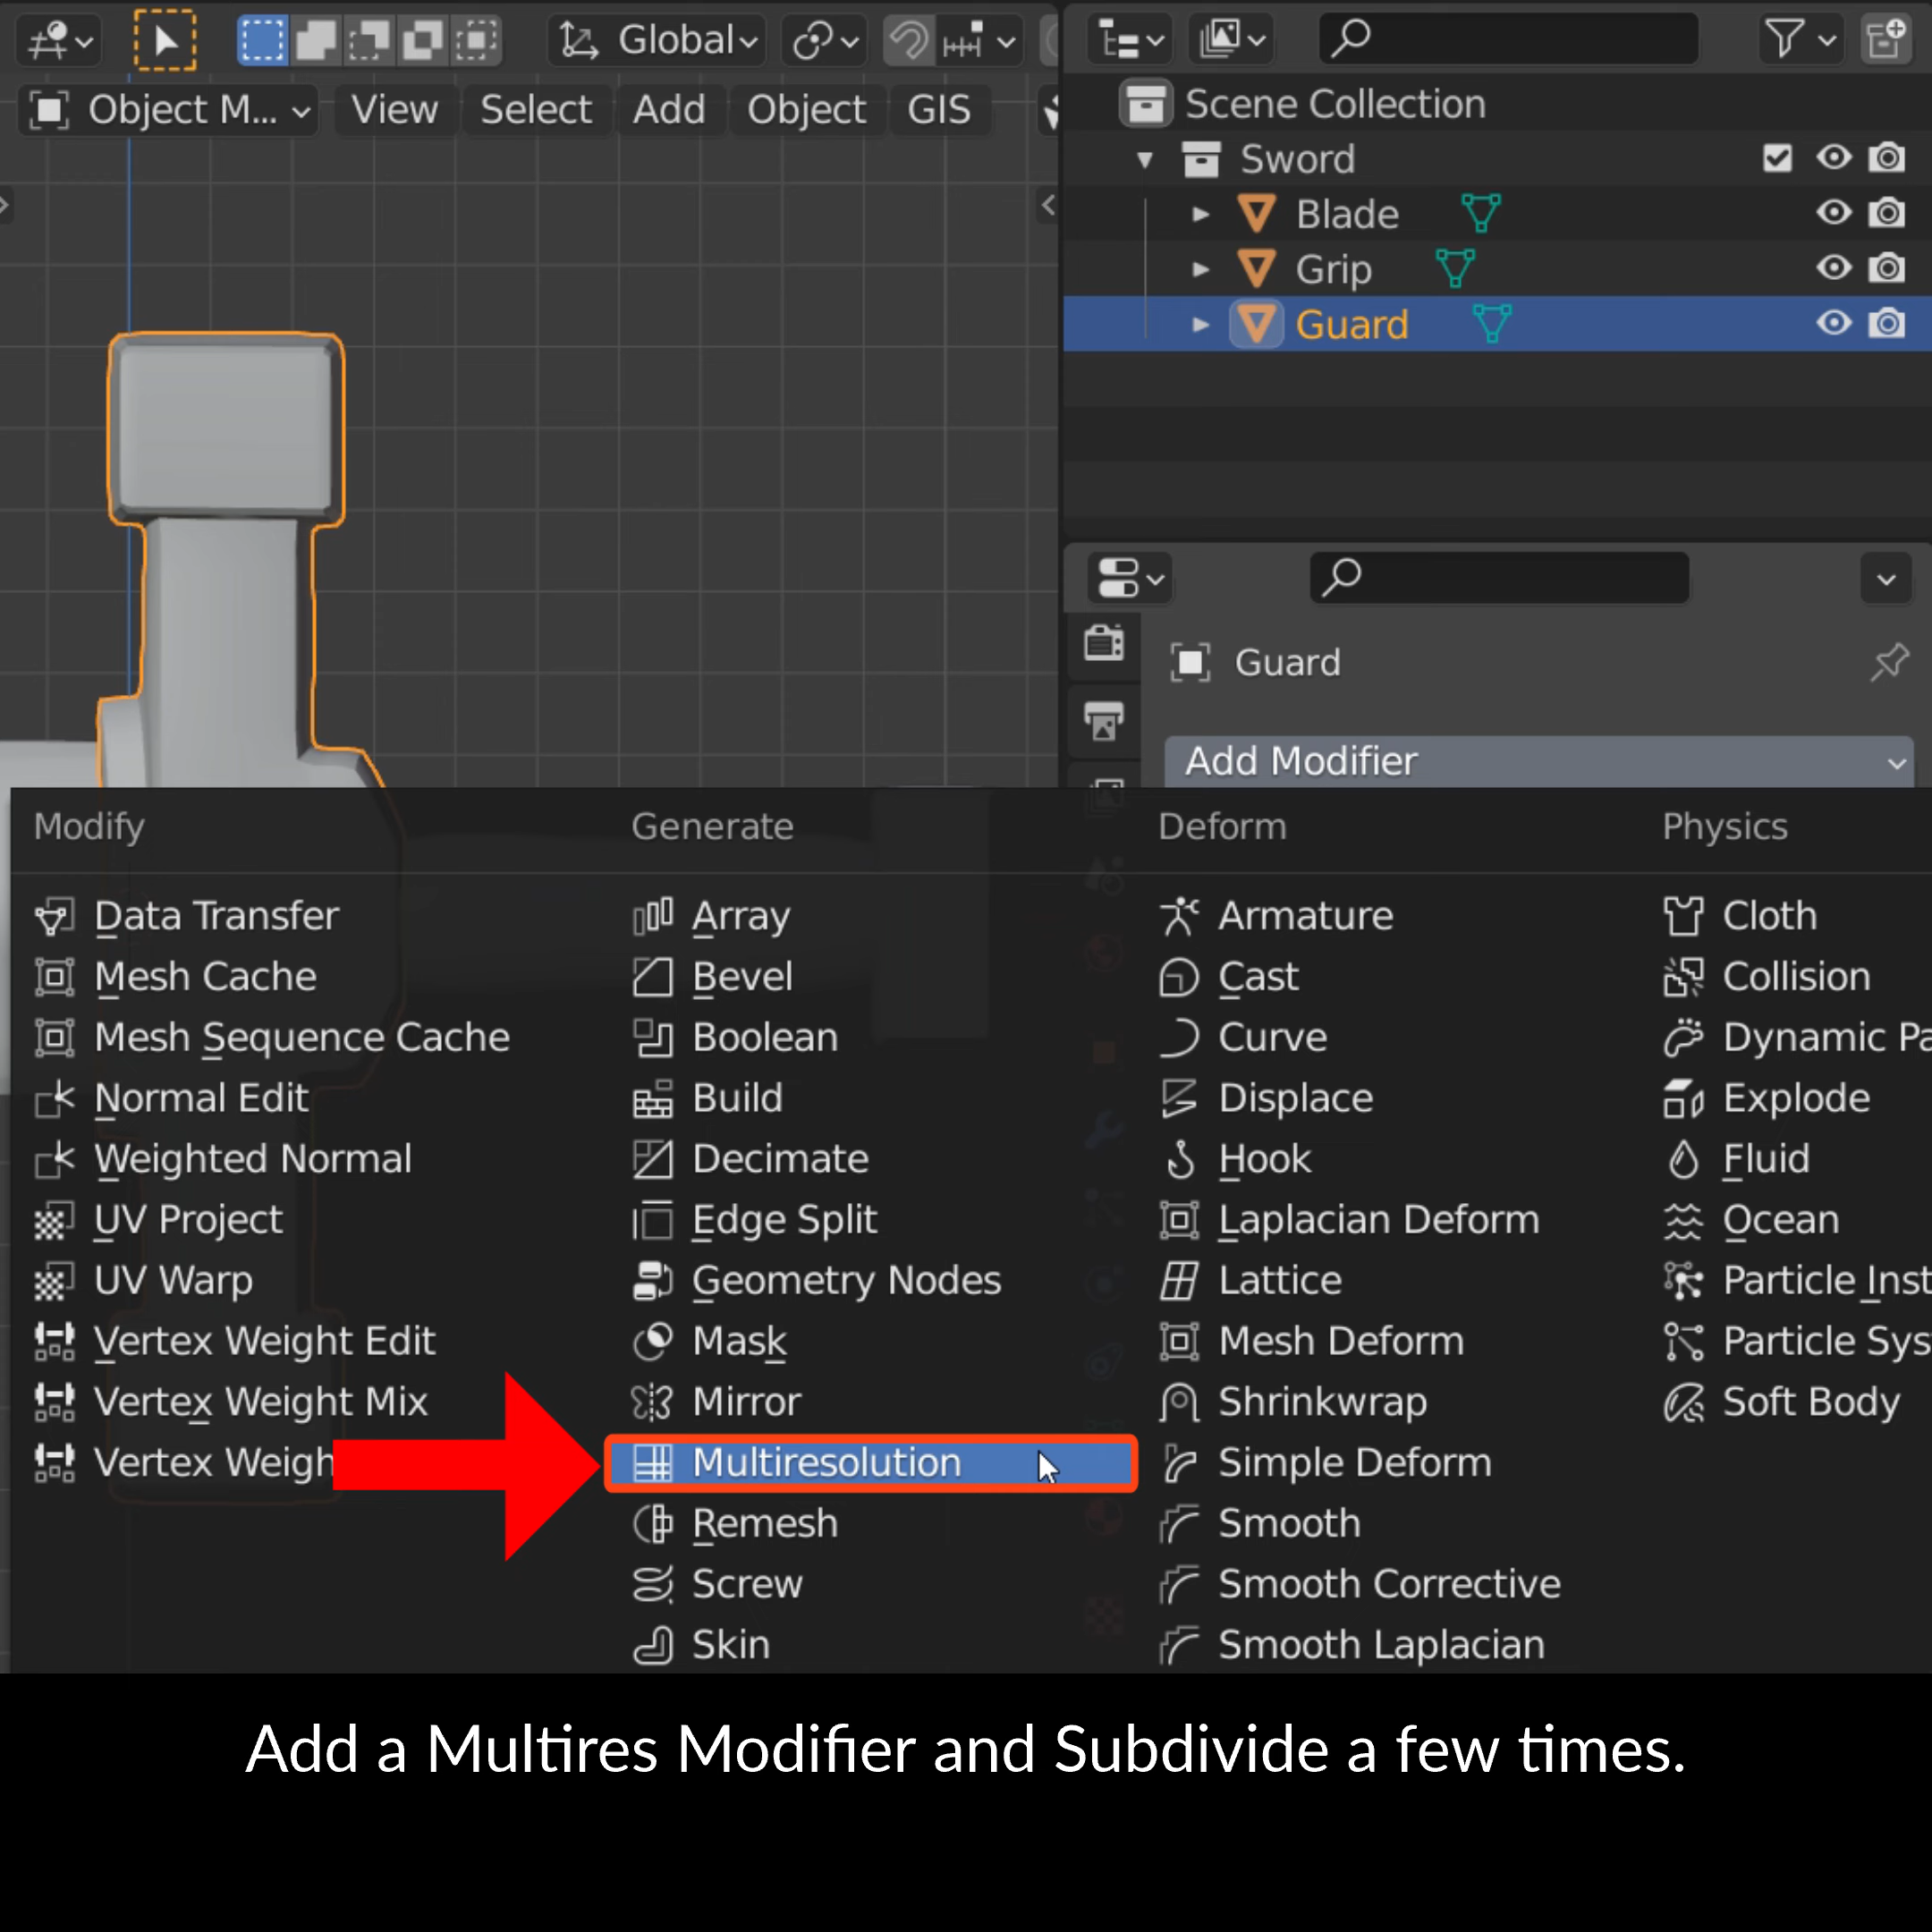 Global
Object M...
View
Select
Add
Object
GIS
Scene Collection
Sword
Blade
Grip
Guard
Guard
Add Modifier
Modify
Generate
Deform
Physics
Data Transfer
Array
Armature
Cloth
Mesh Cache
Bevel
Cast
Collision
Mesh Sequence Cache
Boolean
Curve
Dynamic Pa
Normal Edit
Build
Displace
Explode
Weighted Normal
Decimate
Hook
Fluid
UV Project
Edge Split
Laplacian Deform
Ocean
UV Warp
Geometry Nodes
Lattice
Particle Inst
Vertex Weight Edit
Mask
Mesh Deform
Particle Sys
Vertex Weight Mix
Mirror
Shrinkwrap
Soft Body
Vertex Weigh
Multiresolution
Simple Deform
Remesh
Smooth
Screw
Smooth Corrective
Skin
Smooth Laplacian
Add a Multires Modifier and Subdivide a few times.